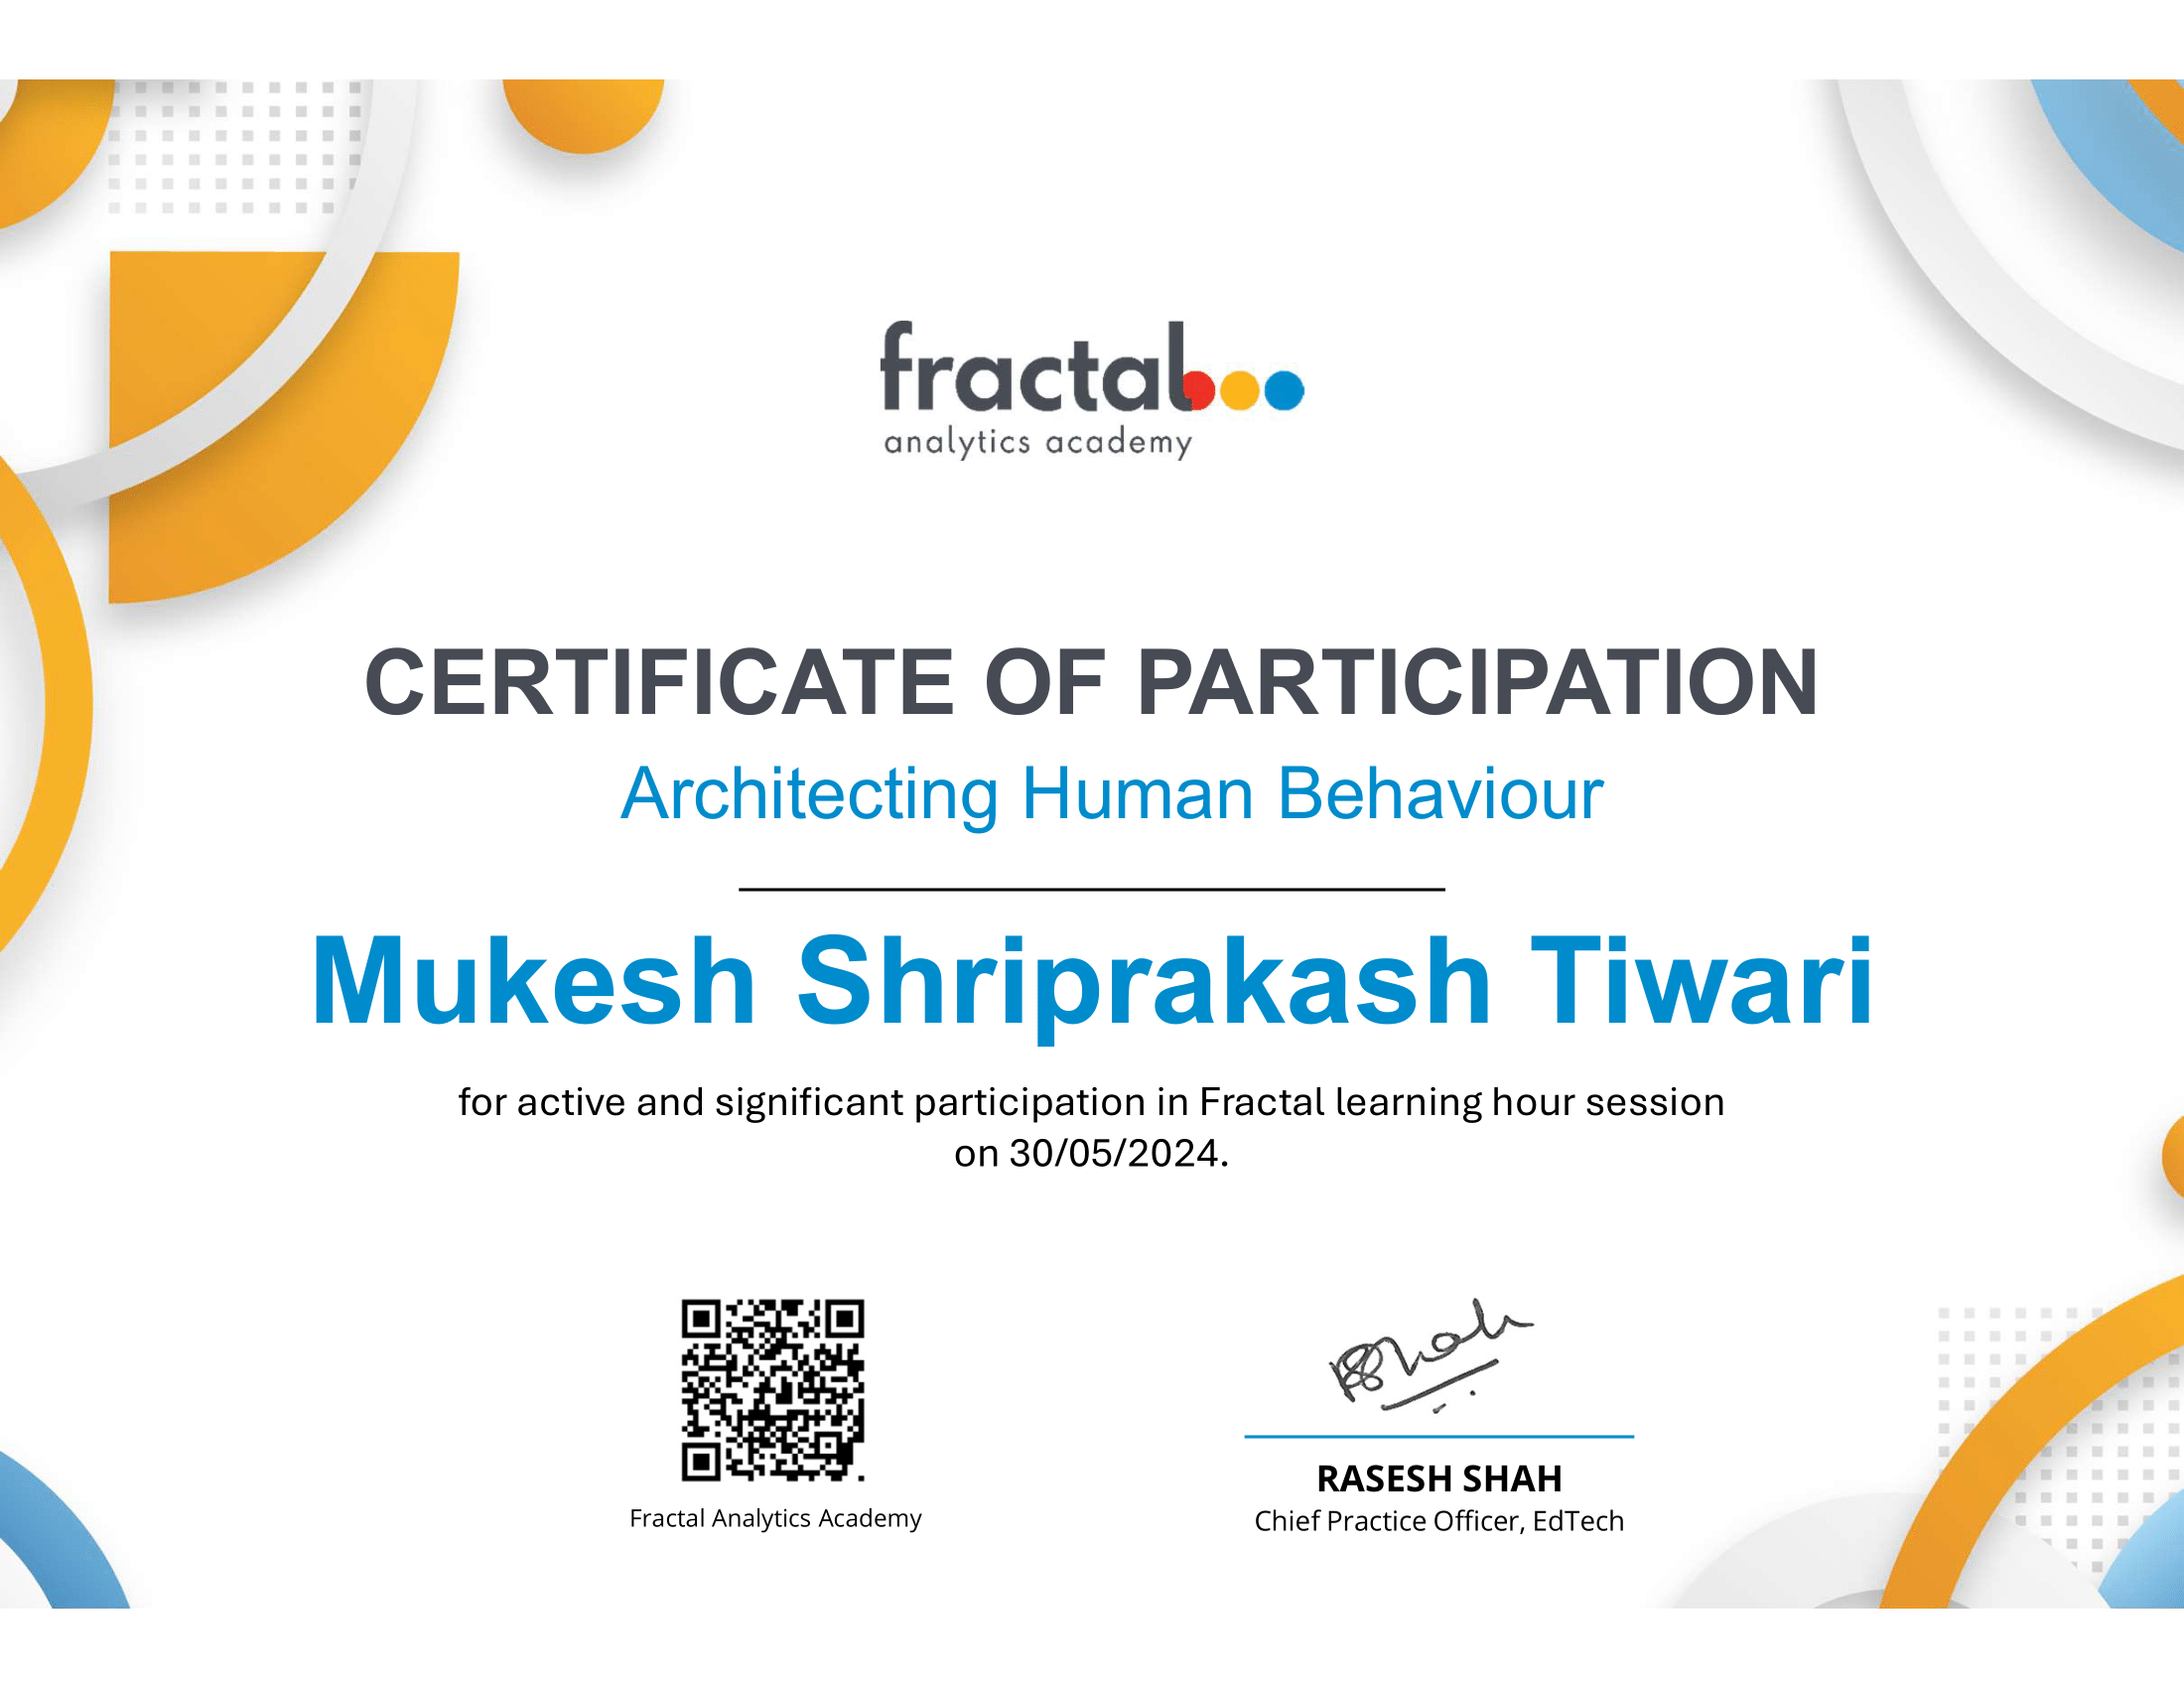 fractal
analytics academy
CERTIFICATE OF PARTICIPATION
Architecting Human Behaviour
Mukesh Shriprakash Tiwari
for active and significant participation in Fractal learning hour session
on 30/05/2024.
RShah
Fractal Analytics Academy
RASESH SHAH
Chief Practice Officer, EdTech